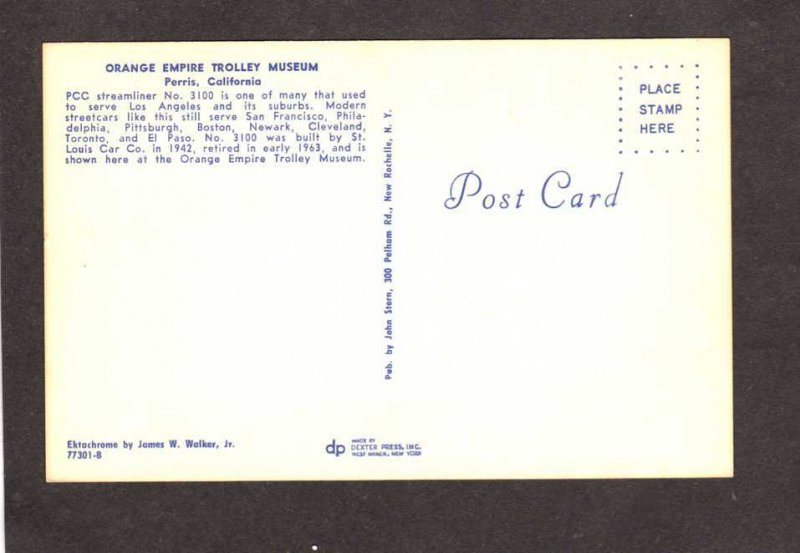 ORANGE EMPIRE TROLLEY MUSEUM
Perris, California
PCC streamliner No. 3100 is one of many that used
to serve Los Angeles and its suburbs. Modern
streetcars like this still serve San Francisco, Phila-
delphia, Pittsburgh, Boston, Newark, Cleveland,
Toronto, and El Paso. No. 3100 was built by St.
Louis Car Co. in 1942, retired in early 1963, and is
shown here at the Orange Empire Trolley Museum.
Ektachrome by James W. Walker, Jr.
77301-B
Pub. by John Stern, 300 Pelham Rd., New Rochelle, N. Y.
dp
MADE BY
DEXTER PRESS, INC.
WEST NYACK, NEW YORK
PLACE
STAMP
HERE
Post Card